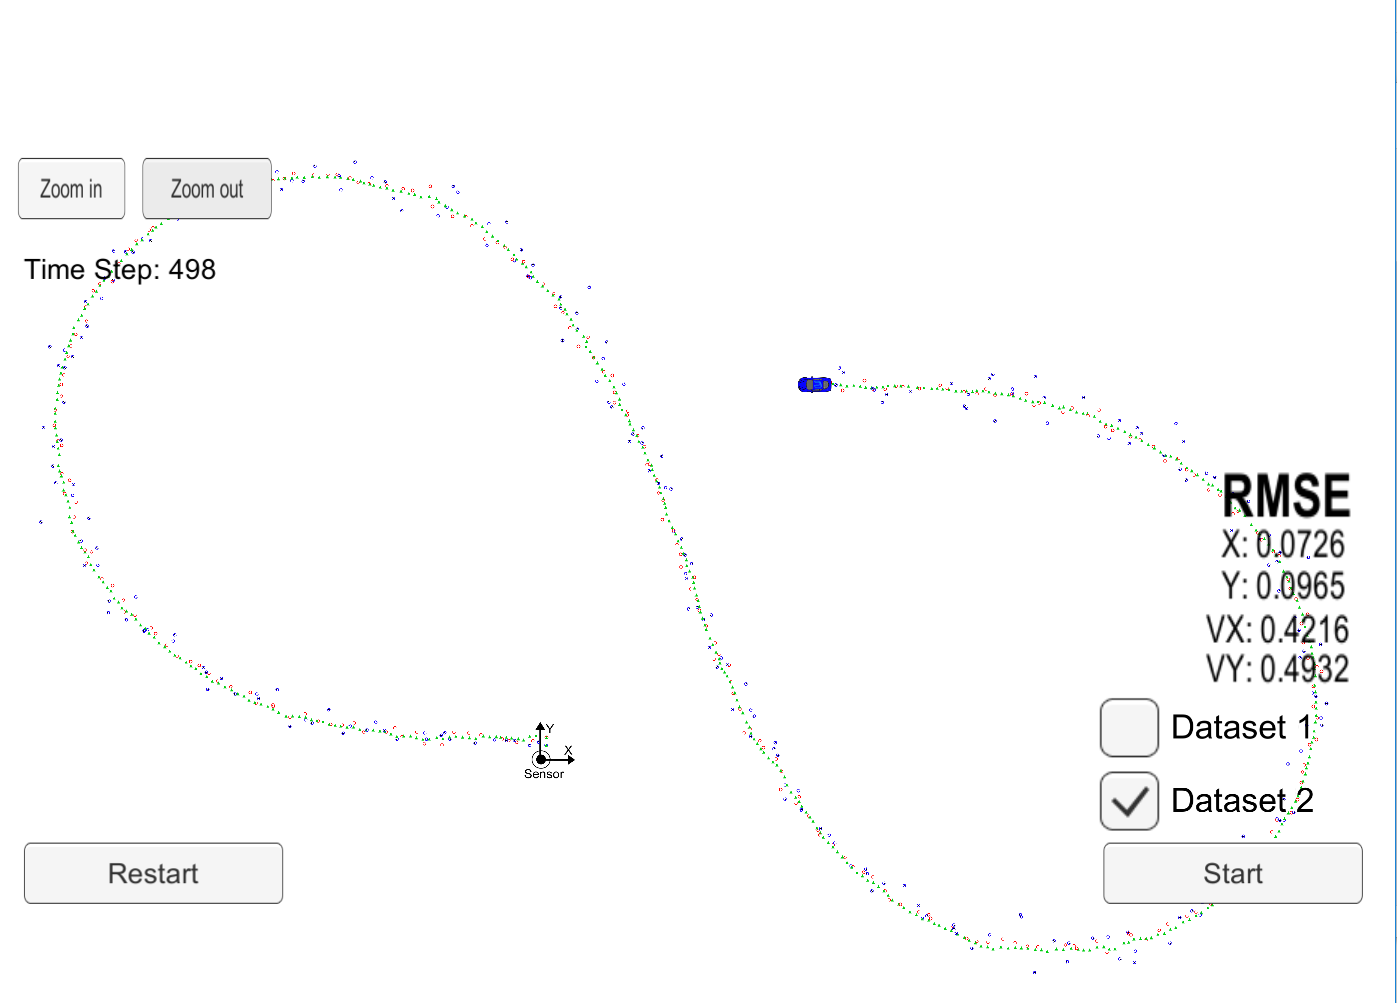 Zoom in
Zoom out
Time Step: 498
RMSE
X: 0.0726
Y: 0.0965
VX: 0.4216
VY: 0.4932
Y
X
Sensor
Dataset 1
Dataset 2
Restart
Start